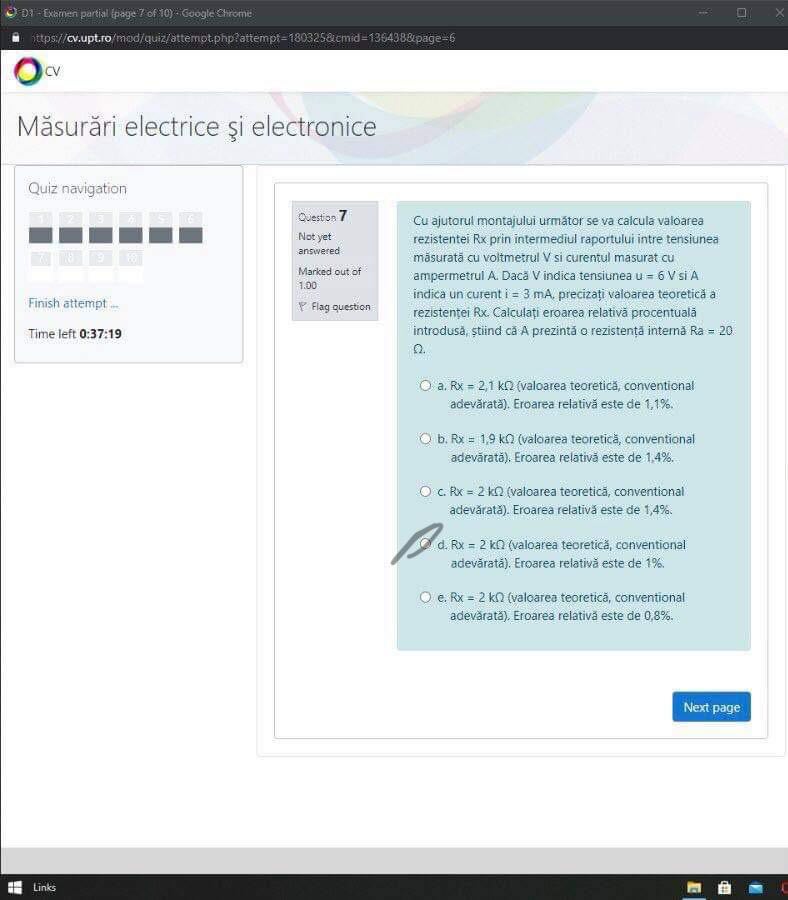 D1 - Examen partial (page 7 of 10) - Google Chrome
https://cv.upt.ro/mod/quiz/attempt.php?attempt=180325&cmid=136438&page=6
CV
Măsurări electrice şi electronice
Quiz navigation
1 2 3 4 5 6
7 8 9 10
Finish attempt ...
Time left 0:37:19
Question 7
Not yet
answered
Marked out of
1.00
Flag question
Cu ajutorul montajului următor se va calcula valoarea
rezistentei Rx prin intermediul raportului intre tensiunea
măsurată cu voltmetrul V si curentul masurat cu
ampermetrul A. Dacă V indica tensiunea u = 6 V si A
indica un curent i = 3 mA, precizați valoarea teoretică a
rezistenței Rx. Calculați eroarea relativă procentuală
introdusă, știind că A prezintă o rezistență internă Ra = 20
Ω.
a. Rx = 2,1 kΩ (valoarea teoretică, conventional
adevărată). Eroarea relativă este de 1,1%.
b. Rx = 1,9 kΩ (valoarea teoretică, conventional
adevărată). Eroarea relativă este de 1,4%.
c. Rx = 2 kΩ (valoarea teoretică, conventional
adevărată). Eroarea relativă este de 1,4%.
d. Rx = 2 kΩ (valoarea teoretică, conventional
adevărată). Eroarea relativă este de 1%.
e. Rx = 2 kΩ (valoarea teoretică, conventional
adevărată). Eroarea relativă este de 0,8%.
Next page
Links